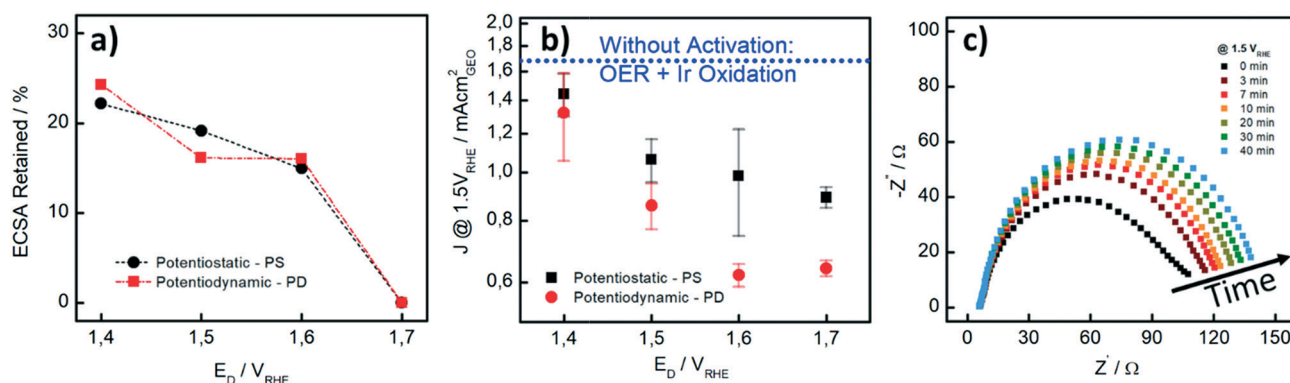 a)
30
20
10
0
ECSA Retained / %
Potentiostatic - PS
Potentiodynamic - PD
1,4 1,5 1,6 1,7
E_D / V_RHE
b)
2,0
1,6
1,4
1,2
1,0
0,8
0,6
J @ 1.5V_RHE / mAcm²_GEO
Without Activation:
OER + Ir Oxidation
Potentiostatic - PS
Potentiodynamic - PD
1,4 1,5 1,6 1,7
E_D / V_RHE
c)
100
80
60
40
20
0
-Z" / Ω
@ 1.5 V_RHE
0 min
3 min
7 min
10 min
20 min
30 min
40 min
Time
0 30 60 90 120 150
Z' / Ω